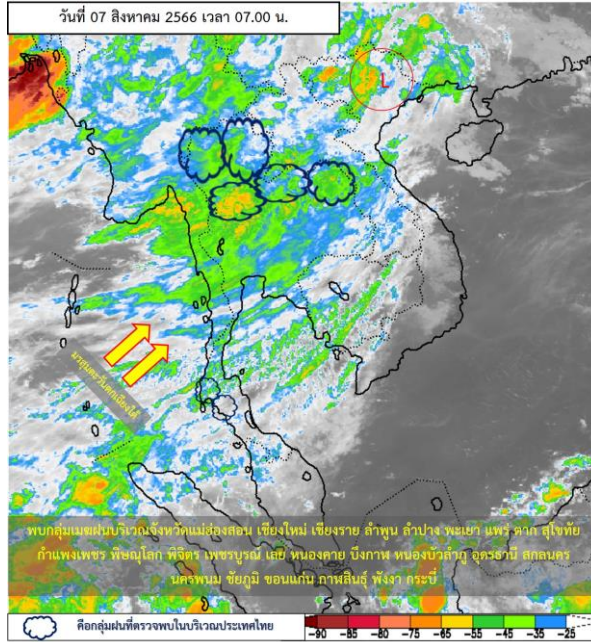 วันที่ 07 สิงหาคม 2566 เวลา 07.00 น.
L
มรสุมตะวันตกเฉียงใต้
พบกลุ่มเมฆฝนบริเวณจังหวัดแม่ฮ่องสอน เชียงใหม่ เชียงราย ลำพูน ลำปาง พะเยา แพร่ ตาก สุโขทัย
กำแพงเพชร พิษณุโลก พิจิตร เพชรบูรณ์ เลย หนองคาย บึงกาฬ หนองบัวลำภู อุดรธานี สกลนคร
นครพนม ชัยภูมิ ขอนแก่น กาฬสินธุ์ พังงา กระบี่
คือกลุ่มฝนที่ตรวจพบในบริเวณประเทศไทย
-90 -85 -80 -75 -65 -55 -45 -35 -25